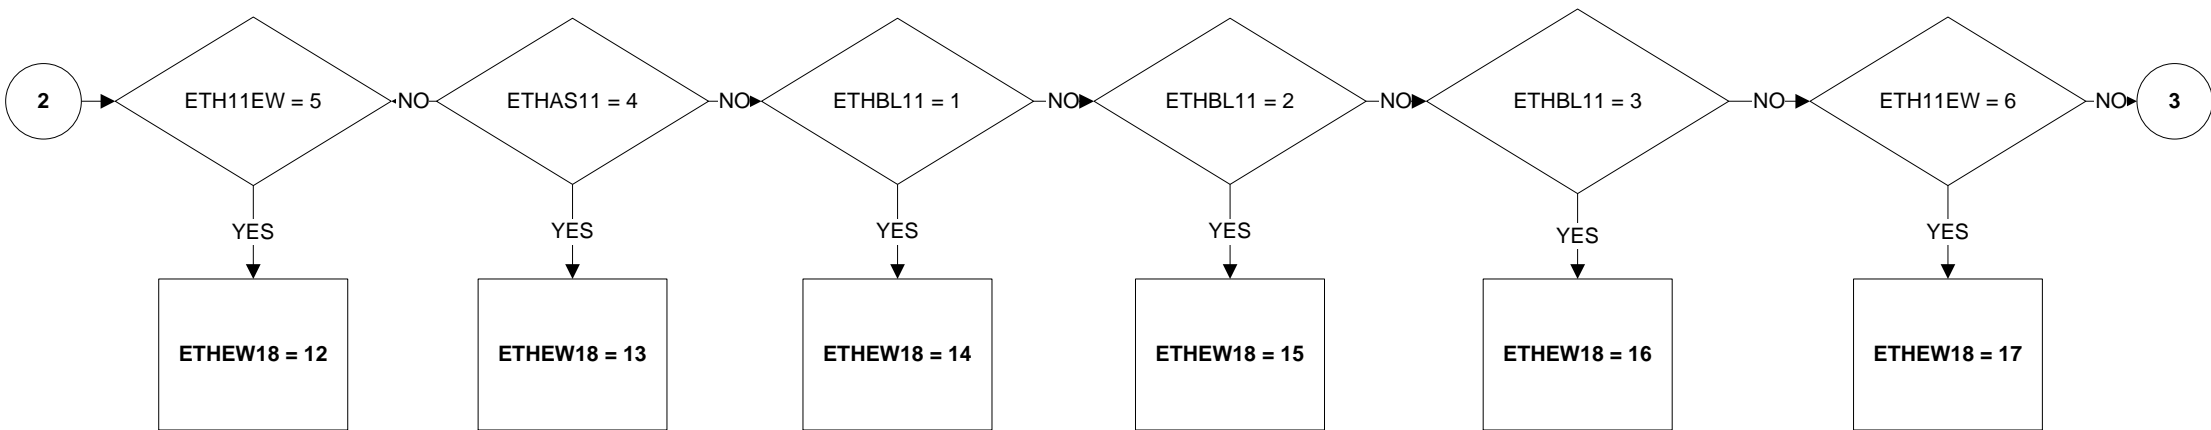 2
ETH11EW = 5
NO
ETHAS11 = 4
NO
ETHBL11 = 1
NO
ETHBL11 = 2
NO
ETHBL11 = 3
NO
ETH11EW = 6
NO
3
YES
YES
YES
YES
YES
YES
ETHEW18 = 12
ETHEW18 = 13
ETHEW18 = 14
ETHEW18 = 15
ETHEW18 = 16
ETHEW18 = 17